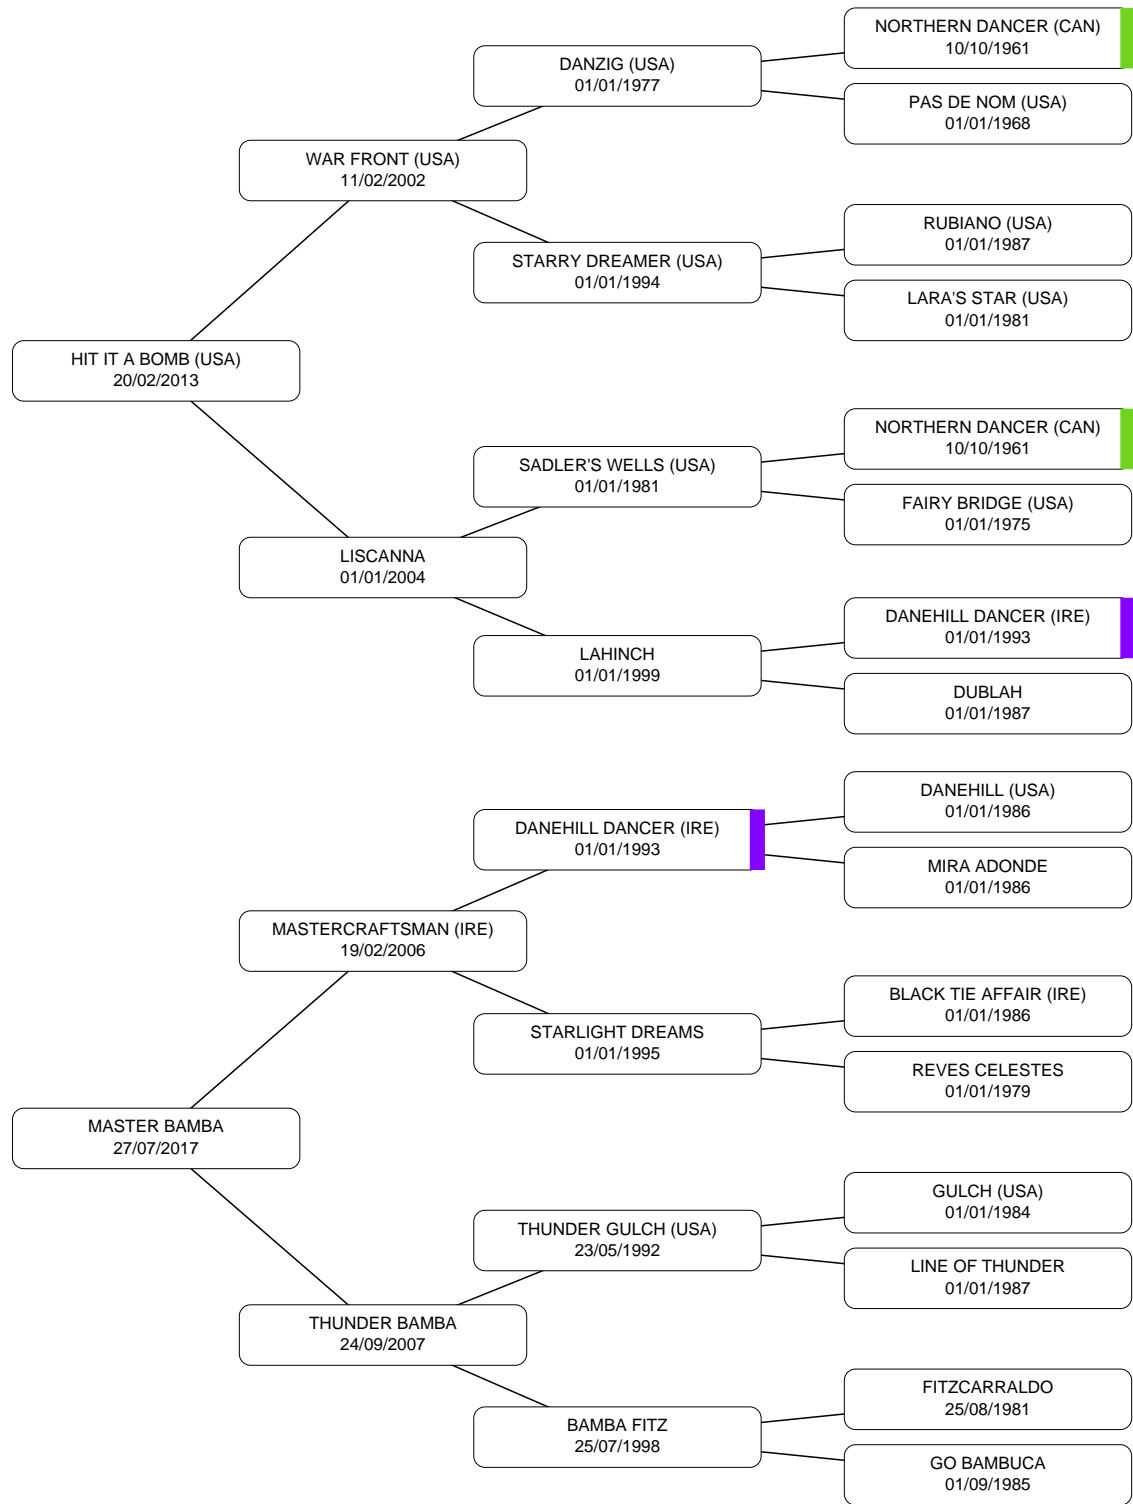 NORTHERN DANCER (CAN)
10/10/1961
DANZIG (USA)
01/01/1977
PAS DE NOM (USA)
01/01/1968
WAR FRONT (USA)
11/02/2002
RUBIANO (USA)
01/01/1987
STARRY DREAMER (USA)
01/01/1994
LARA'S STAR (USA)
01/01/1981
HIT IT A BOMB (USA)
20/02/2013
NORTHERN DANCER (CAN)
10/10/1961
SADLER'S WELLS (USA)
01/01/1981
FAIRY BRIDGE (USA)
01/01/1975
LISCANNA
01/01/2004
DANEHILL DANCER (IRE)
01/01/1993
LAHINCH
01/01/1999
DUBLAH
01/01/1987
DANEHILL (USA)
01/01/1986
DANEHILL DANCER (IRE)
01/01/1993
MIRA ADONDE
01/01/1986
MASTERCRAFTSMAN (IRE)
19/02/2006
BLACK TIE AFFAIR (IRE)
01/01/1986
STARLIGHT DREAMS
01/01/1995
REVES CELESTES
01/01/1979
MASTER BAMBA
27/07/2017
GULCH (USA)
01/01/1984
THUNDER GULCH (USA)
23/05/1992
LINE OF THUNDER
01/01/1987
THUNDER BAMBA
24/09/2007
FITZCARRALDO
25/08/1981
BAMBA FITZ
25/07/1998
GO BAMBUCA
01/09/1985